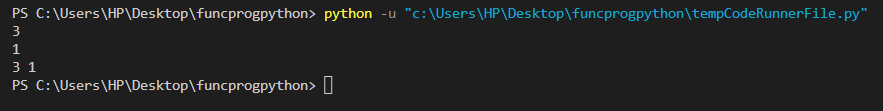 PS C:\Users\HP\Desktop\funcprogpython> python -u "c:\Users\HP\Desktop\funcprogpython\tempCodeRunnerFile.py"
3
1
3 1
PS C:\Users\HP\Desktop\funcprogpython>